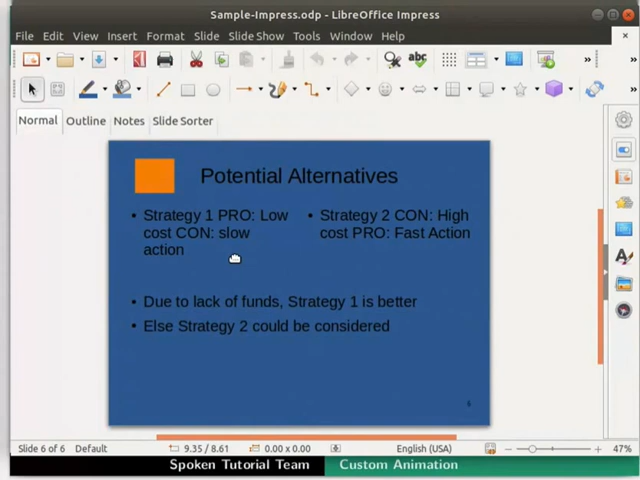 Sample-Impress.odp - LibreOffice Impress
File Edit View Insert Format Slide Slide Show Tools Window Help
Normal Outline Notes Slide Sorter
Potential Alternatives
• Strategy 1 PRO: Low
cost CON: slow
action
• Strategy 2 CON: High
cost PRO: Fast Action
• Due to lack of funds, Strategy 1 is better
• Else Strategy 2 could be considered
Slide 6 of 6 Default 9.35 / 8.61 0.00 x 0.00 English (USA) 47%
Spoken Tutorial Team Custom Animation